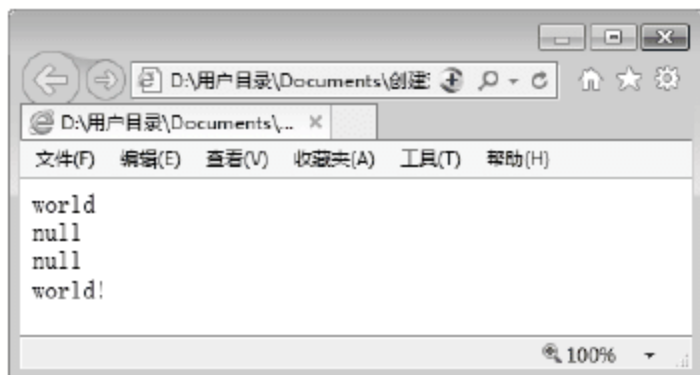 D:\用户目录\Documents\创建
D:\用户目录\Documents\...
文件(F) 编辑(E) 查看(V) 收藏夹(A) 工具(T) 帮助(H)
world
null
null
world!
100%